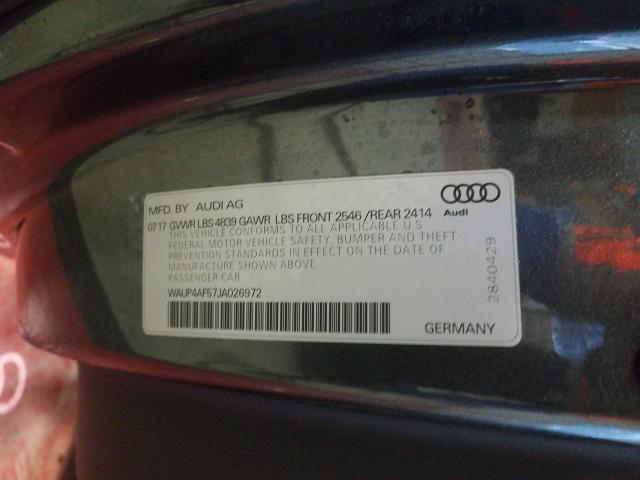 MFD. BY AUDI AG
0717 GVWR LBS 4839 GAWR LBS FRONT 2546 /REAR 2414
THIS VEHICLE CONFORMS TO ALL APPLICABLE U S
FEDERAL MOTOR VEHICLE SAFETY, BUMPER AND THEFT
PREVENTION STANDARDS IN EFFECT ON THE DATE OF
MANUFACTURE SHOWN ABOVE
PASSENGER CAR
WAUP4AF57JA026972
Audi
2840429
GERMANY